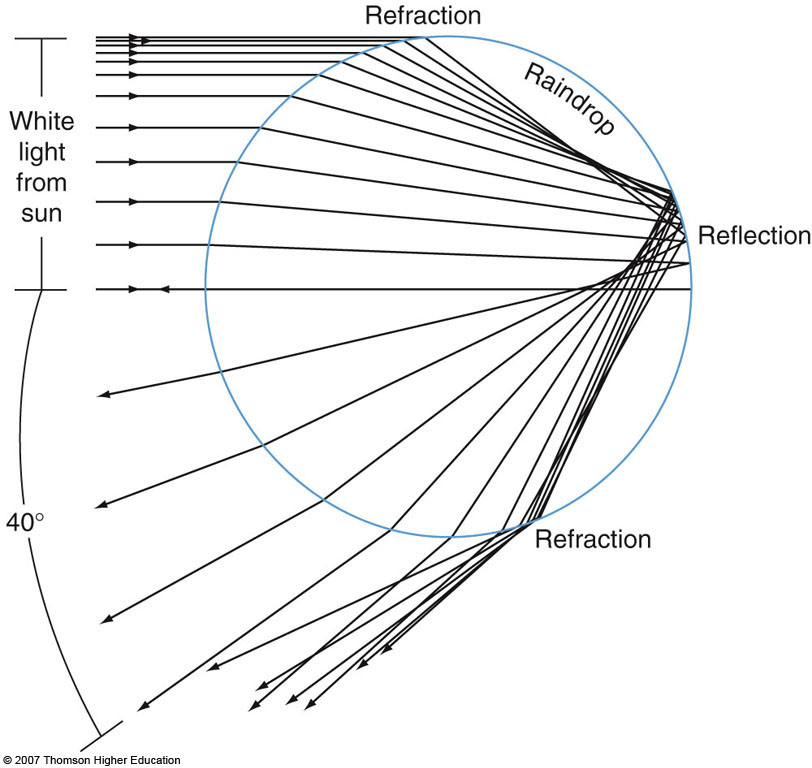 Refraction
Raindrop
White
light
from
sun
Reflection
40°
Refraction
© 2007 Thomson Higher Education